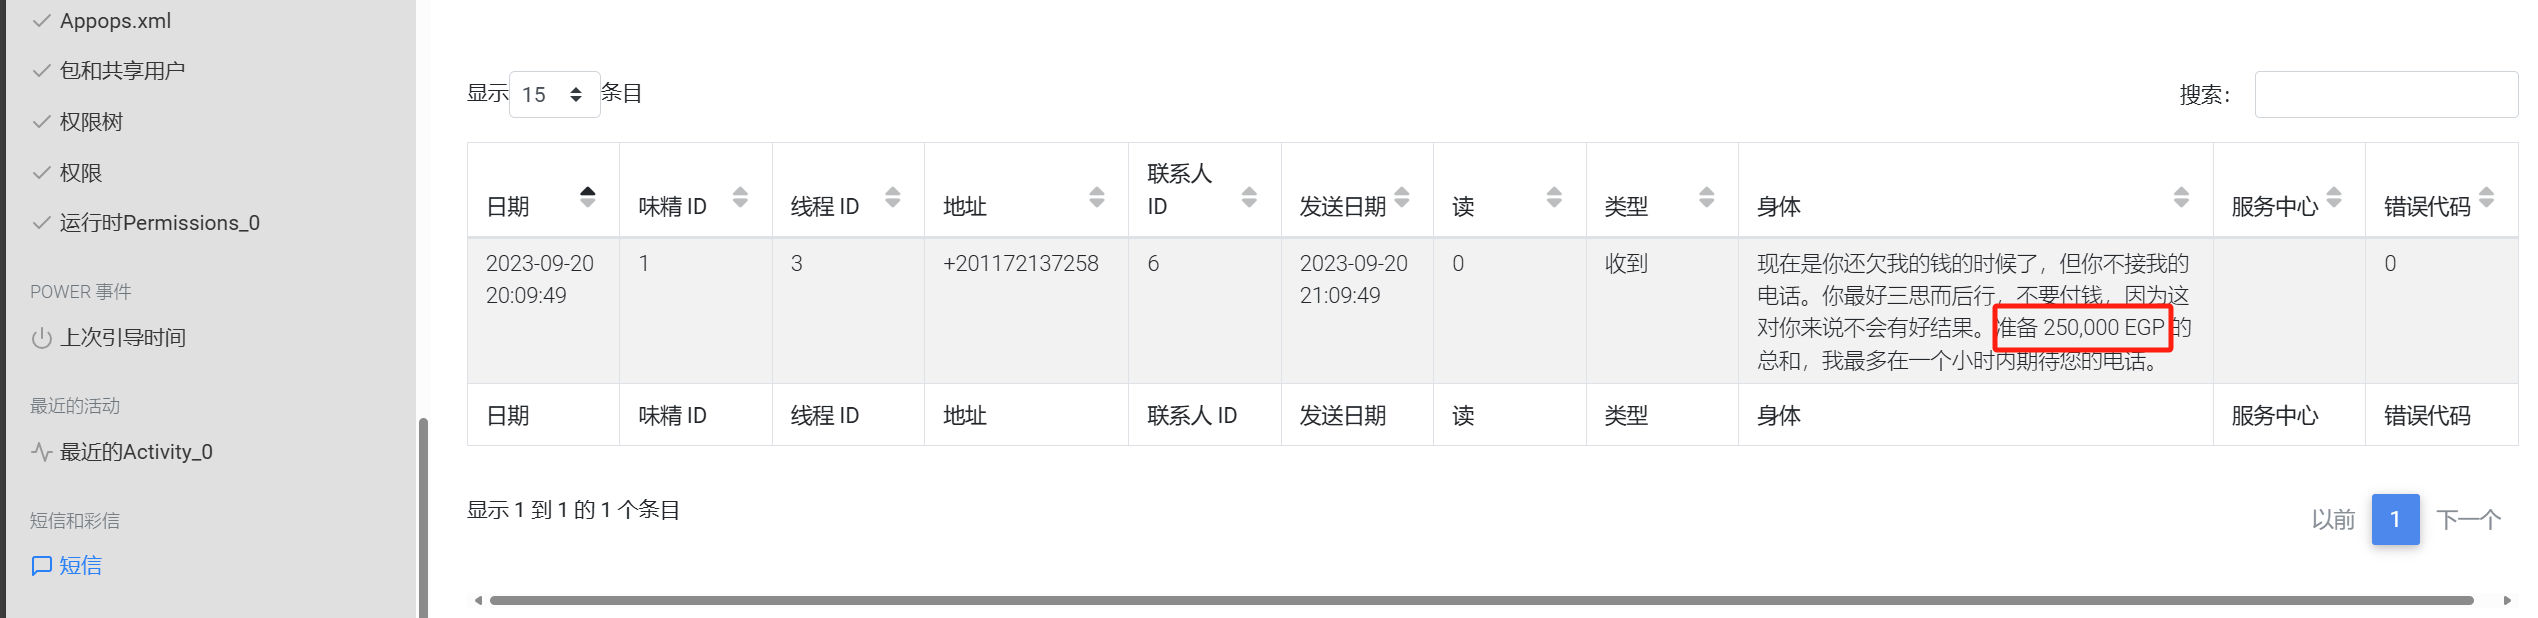 Appops.xml
包和共享用户
权限树
权限
运行时Permissions_0
POWER 事件
上次引导时间
最近的活动
最近的Activity_0
短信和彩信
短信
显示 15 条目
搜索：
日期 味精 ID 线程 ID 地址 联系人 ID 发送日期 读 类型 身体 服务中心 错误代码
2023-09-20 20:09:49 1 3 +201172137258 6 2023-09-20 21:09:49 0 收到
现在是你还欠我的钱的时候了，但你不接我的
电话。你最好三思而后行，不要付钱，因为这
对你来说不会有好结果。准备 250,000 EGP 的
总和，我最多在一个小时内期待您的电话。
0
日期 味精 ID 线程 ID 地址 联系人 ID 发送日期 读 类型 身体 服务中心 错误代码
显示 1 到 1 的 1 个条目
以前 1 下一个